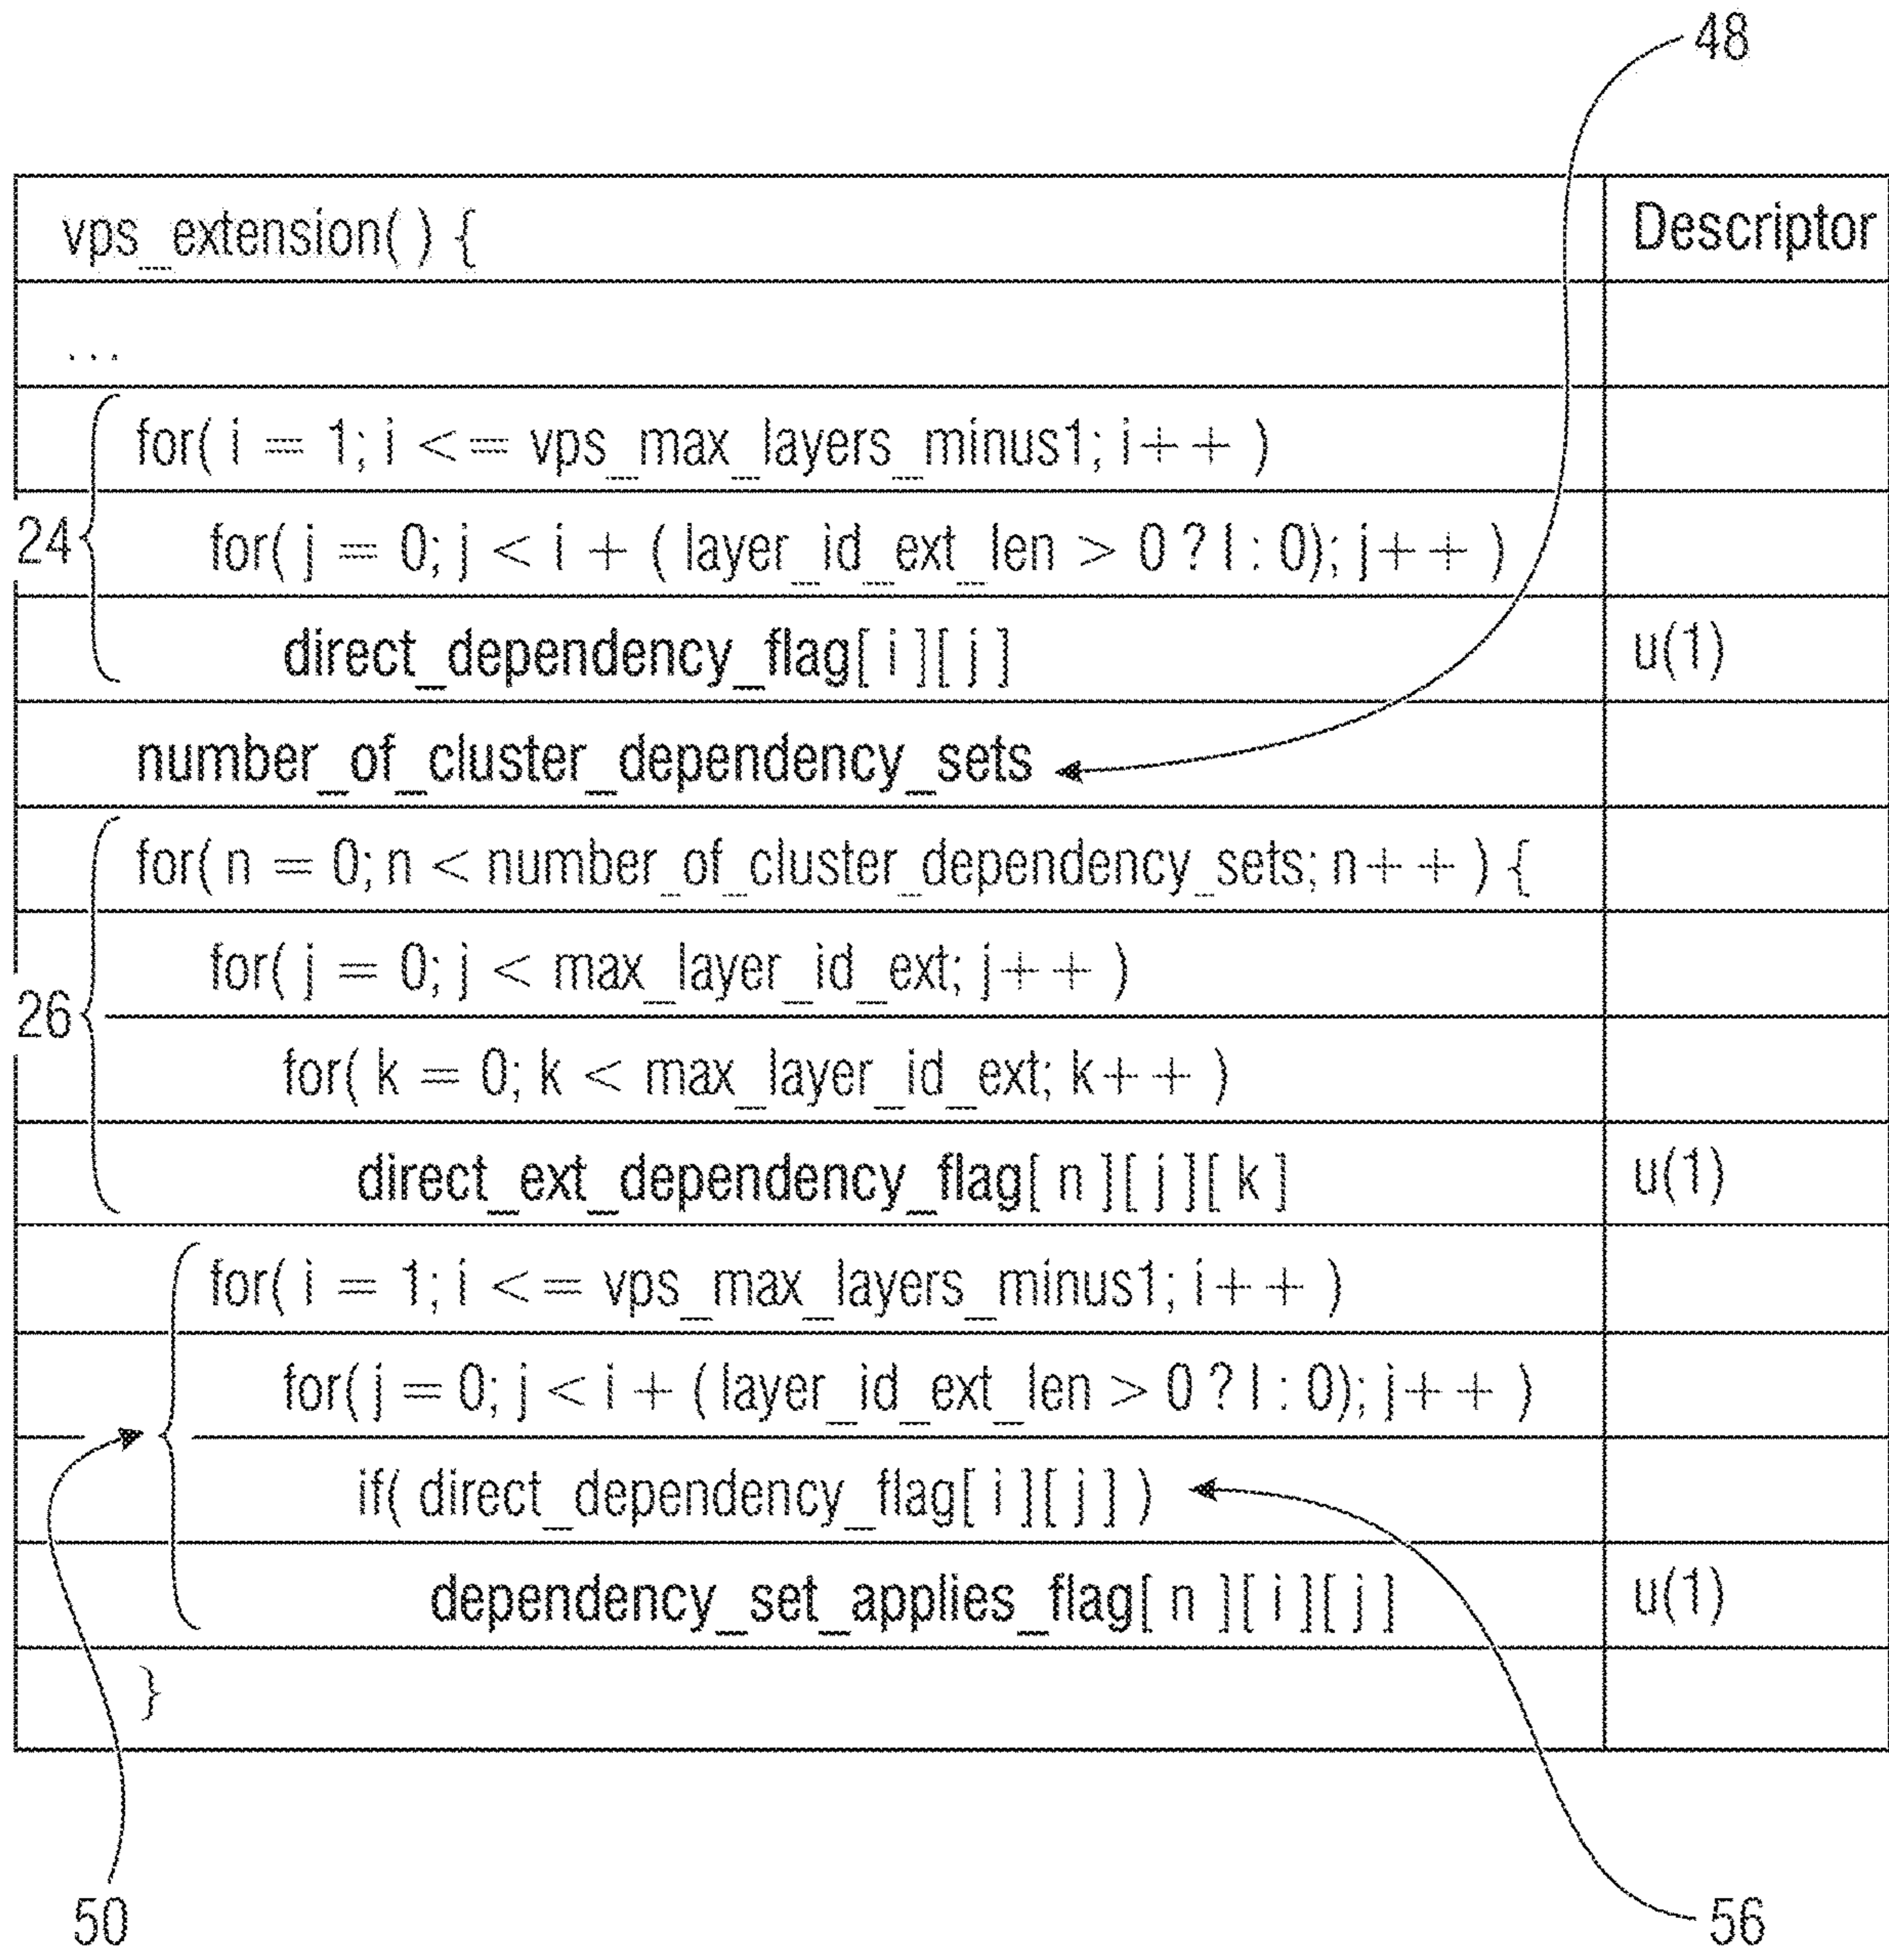 48
vps_extension( ) { Descriptor
...
for( i = 1; i <= vps_max_layers_minus1; i++ )
24 for( j = 0; j < i + ( layer_id_ext_len > 0 ? l : 0); j++ )
direct_dependency_flag[ i ][ j ] u(1)
number_of_cluster_dependency_sets
for( n = 0; n < number_of_cluster_dependency_sets; n++ ) {
for( j = 0; j < max_layer_id_ext; j++ )
26
for( k = 0; k < max_layer_id_ext; k++ )
direct_ext_dependency_flag[ n ][ j ][ k ] u(1)
for( i = 1; i <= vps_max_layers_minus1; i++ )
for( j = 0; j < i + ( layer_id_ext_len > 0 ? l : 0); j++ )
if( direct_dependency_flag[ i ][ j ] )
dependency_set_applies_flag[ n ][ i ][ j ] u(1)
}
50 56